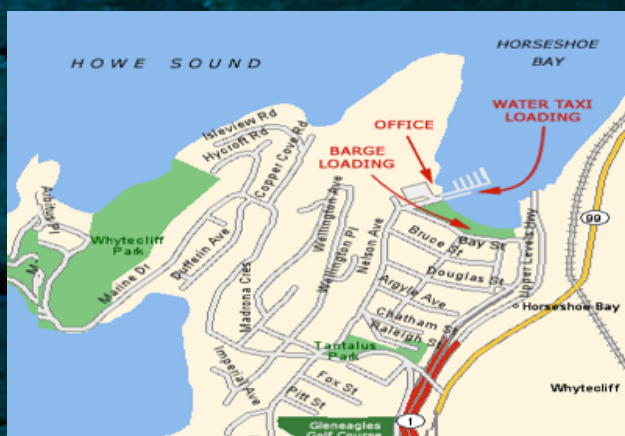 HOWE SOUND
HORSESHOE
BAY
WATER TAXI
LOADING
OFFICE
BARGE
LOADING
Isleview Rd
Hycroft Rd
Copper Cove Rd
Arbutus Pl
Whytecliff
Park
M
Marine Dr
Dufferin Ave
Madrona Cres
Wellington Ave
Wellington Pl
Nelson Ave
Bruce St
Bay St
Douglas St
Upper Levels Hwy
99
Argyle Ave
Chatham St
Raleigh St
Horseshoe Bay
Tantalus
Park
Imperial Ave
Fox St
Pitt St
Whytecliff
1
Gleneagles
Golf Course